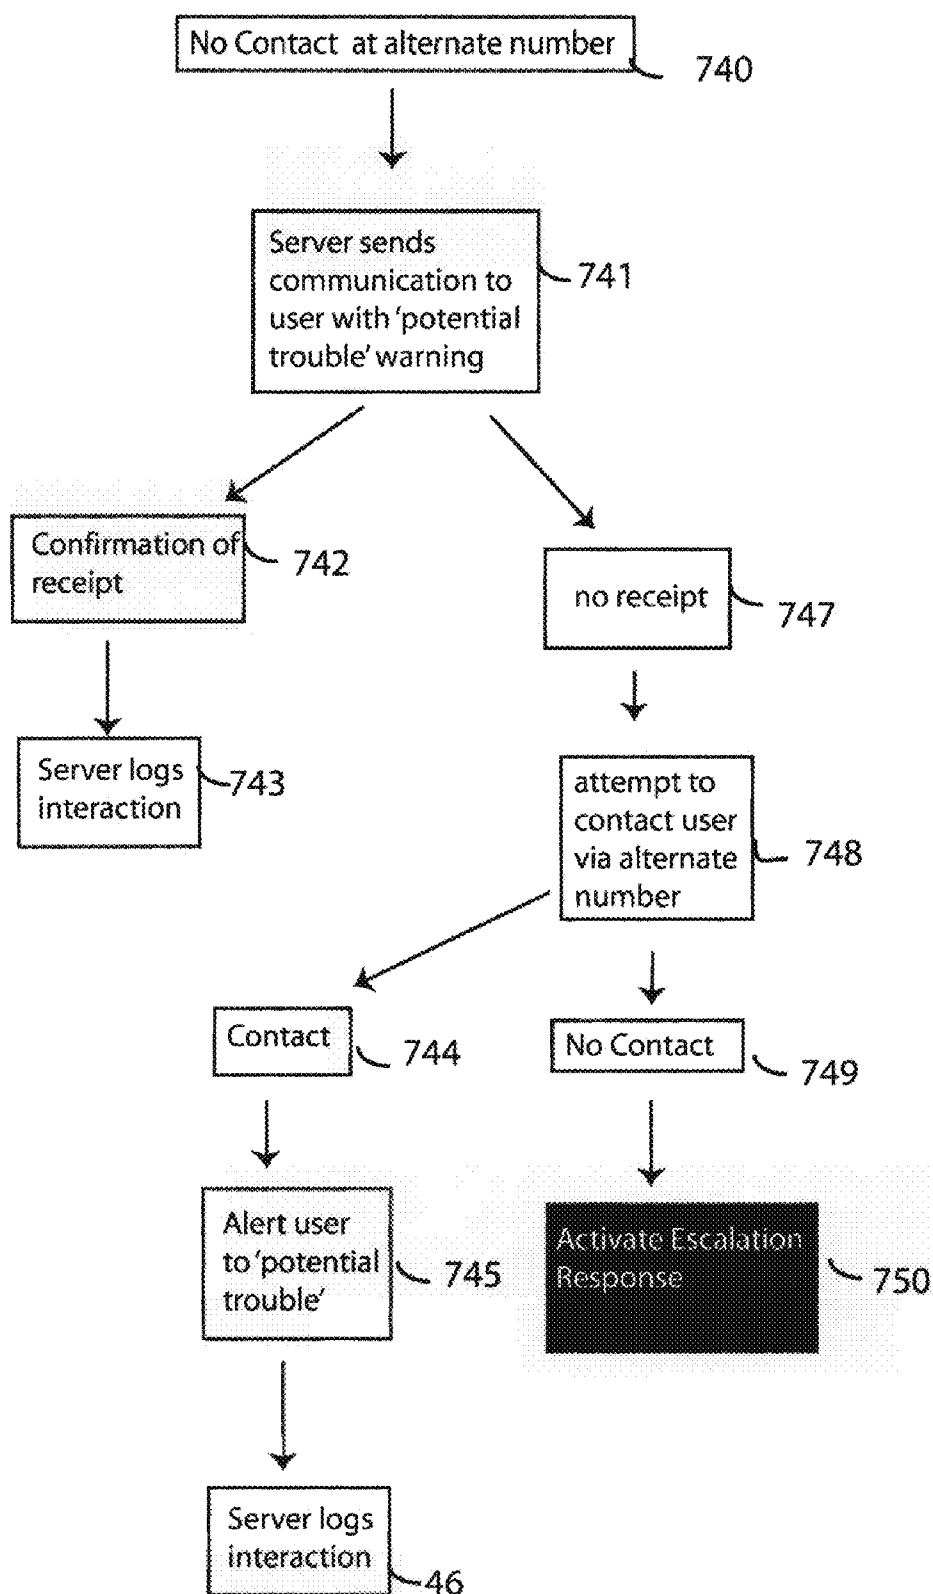 No Contact at alternate number
740
Server sends
communication to
user with 'potential
trouble' warning
741
Confirmation of
receipt
742
no receipt
747
Server logs
interaction
743
attempt to
contact user
via alternate
number
748
Contact
744
No Contact
749
Alert user
to 'potential
trouble'
745
Activate Escalation
Response
750
Server logs
interaction
46